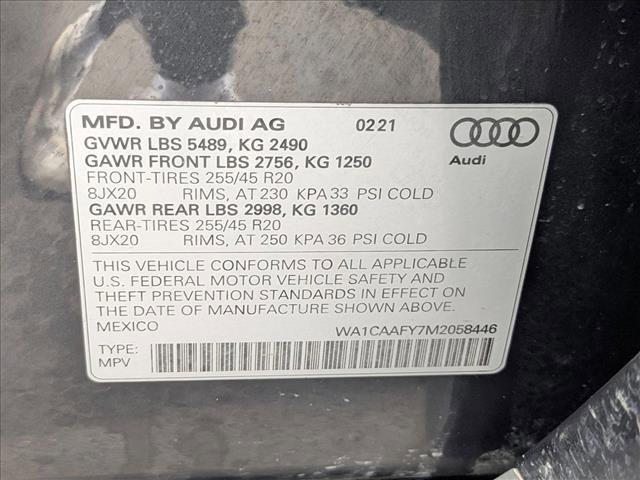 MFD. BY AUDI AG 0221
GVWR LBS 5489, KG 2490
GAWR FRONT LBS 2756, KG 1250
Audi
FRONT-TIRES 255/45 R20
8JX20 RIMS, AT 230 KPA 33 PSI COLD
GAWR REAR LBS 2998, KG 1360
REAR-TIRES 255/45 R20
8JX20 RIMS, AT 250 KPA 36 PSI COLD
THIS VEHICLE CONFORMS TO ALL APPLICABLE
U.S. FEDERAL MOTOR VEHICLE SAFETY AND
THEFT PREVENTION STANDARDS IN EFFECT ON
THE DATE OF MANUFACTURE SHOWN ABOVE.
MEXICO WA1CAAFY7M2058446
TYPE:
MPV